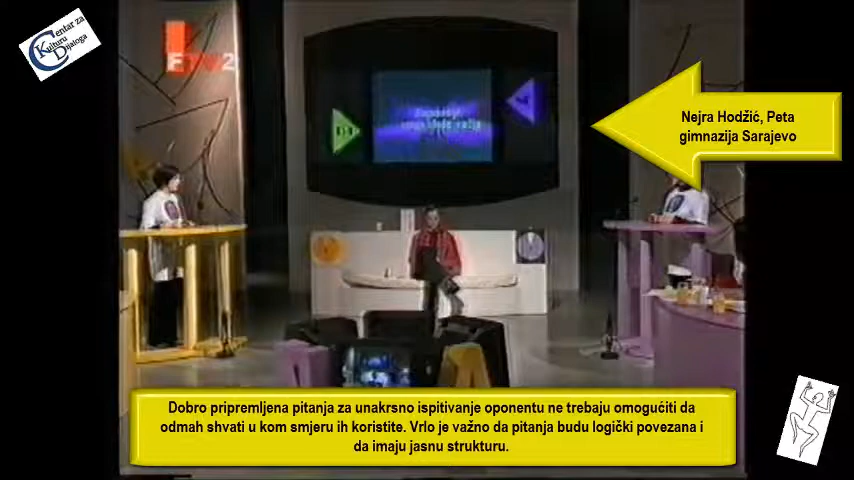 Centar za
Kulturu
Dijaloga
FTV2
Nejra Hodžić, Peta
gimnazija Sarajevo
Dobro pripremljena pitanja za unakrsno ispitivanje oponentu ne trebaju omogućiti da
odmah shvati u kom smjeru ih koristite. Vrlo je važno da pitanja budu logički povezana i
da imaju jasnu strukturu.